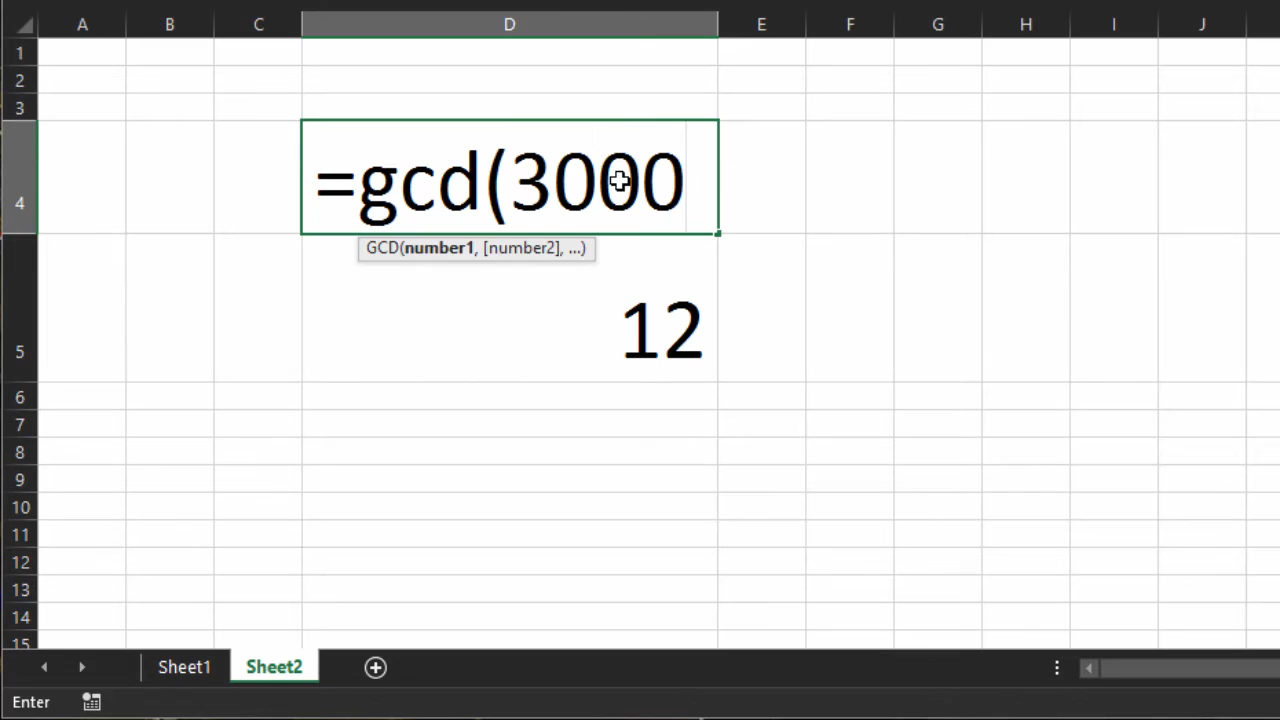 A B C D E F G H I J
1
2
3
4 =gcd(3000
GCD(number1, [number2], ...)
5 12
6
7
8
9
10
11
12
13
14
15
Sheet1 Sheet2
Enter